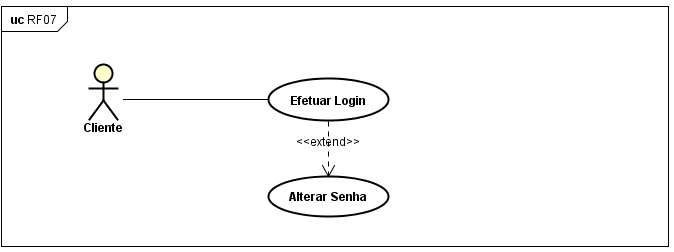 uc RF07
Efetuar Login
Cliente
<<extend>>
Alterar Senha